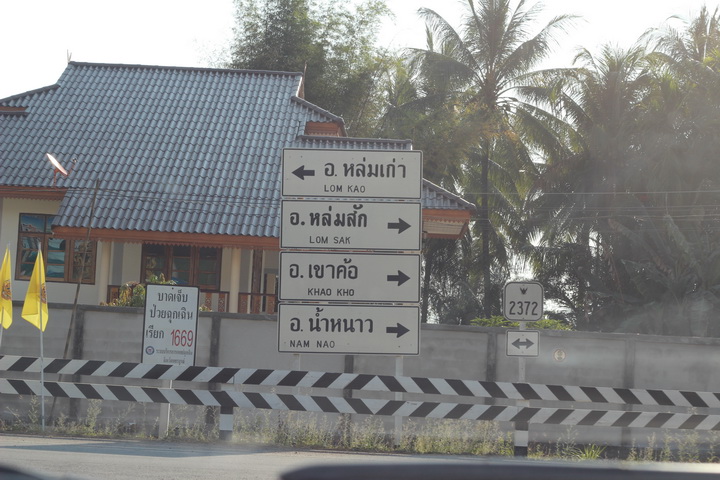 อ. หล่มเก่า
LOM KAO
อ. หล่มสัก
LOM SAK
อ. เขาค้อ
KHAO KHO
อ. น้ำหนาว
NAM NAO
บาดเจ็บ
ป่วยฉุกเฉิน
เรียก 1669
2372